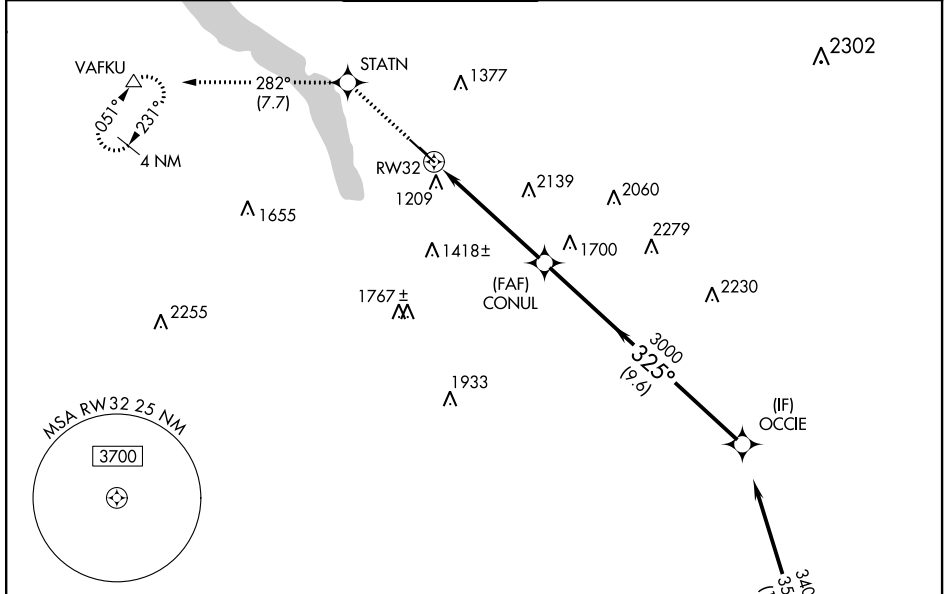 2302
STATN
VAFKU
1377
282°
(7.7)
051°
231°
4 NM
RW32
1209
2139
2060
1655
2279
1418±
1700
(FAF)
CONUL
1767 ±
2230
2255
3000
325°
(9.6)
1933
(IF)
OCCIE
MSA RW32 25 NM
3700